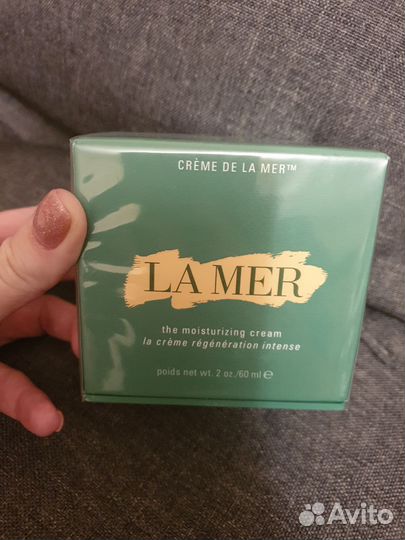 CRÈME DE LA MER™
LA MER
the moisturizing cream
la crème régénération intense
poids net wt. 2 oz./60 ml ℮
Avito